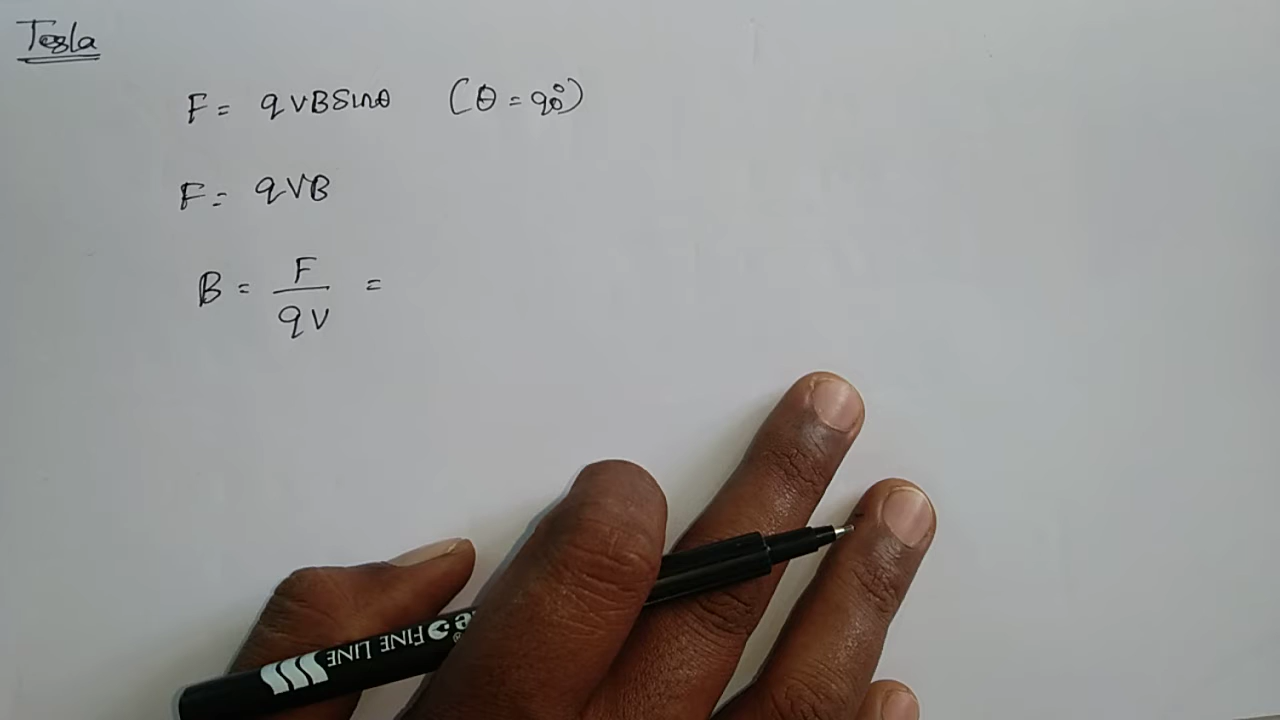 Tesla
F = qVBSinθ (θ = 90°)
F = qVB
B = F/qV =
FINE LINE